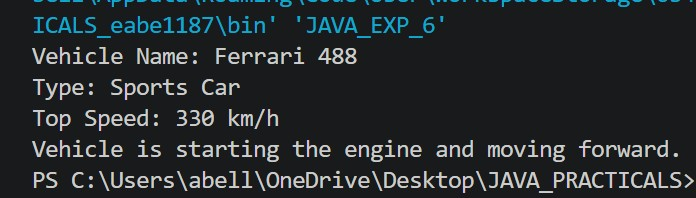 ICALS_eabe1187\bin' 'JAVA_EXP_6'
Vehicle Name: Ferrari 488
Type: Sports Car
Top Speed: 330 km/h
Vehicle is starting the engine and moving forward.
PS C:\Users\abell\OneDrive\Desktop\JAVA_PRACTICALS>